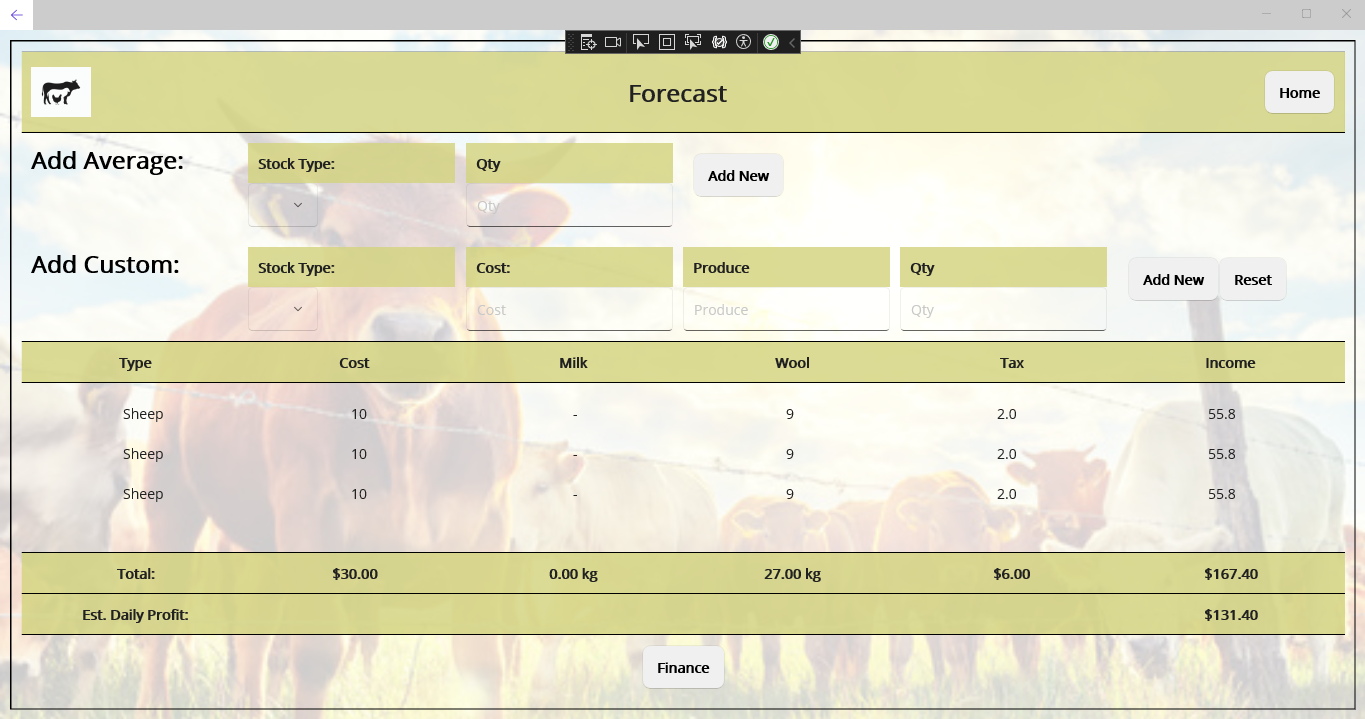 Forecast
Home
Add Average:
Stock Type:
Qty
Qty
Add New
Add Custom:
Stock Type:
Cost:
Produce
Qty
Cost
Produce
Qty
Add New
Reset
Type Cost Milk Wool Tax Income
Sheep 10 - 9 2.0 55.8
Sheep 10 - 9 2.0 55.8
Sheep 10 - 9 2.0 55.8
Total: $30.00 0.00 kg 27.00 kg $6.00 $167.40
Est. Daily Profit: $131.40
Finance